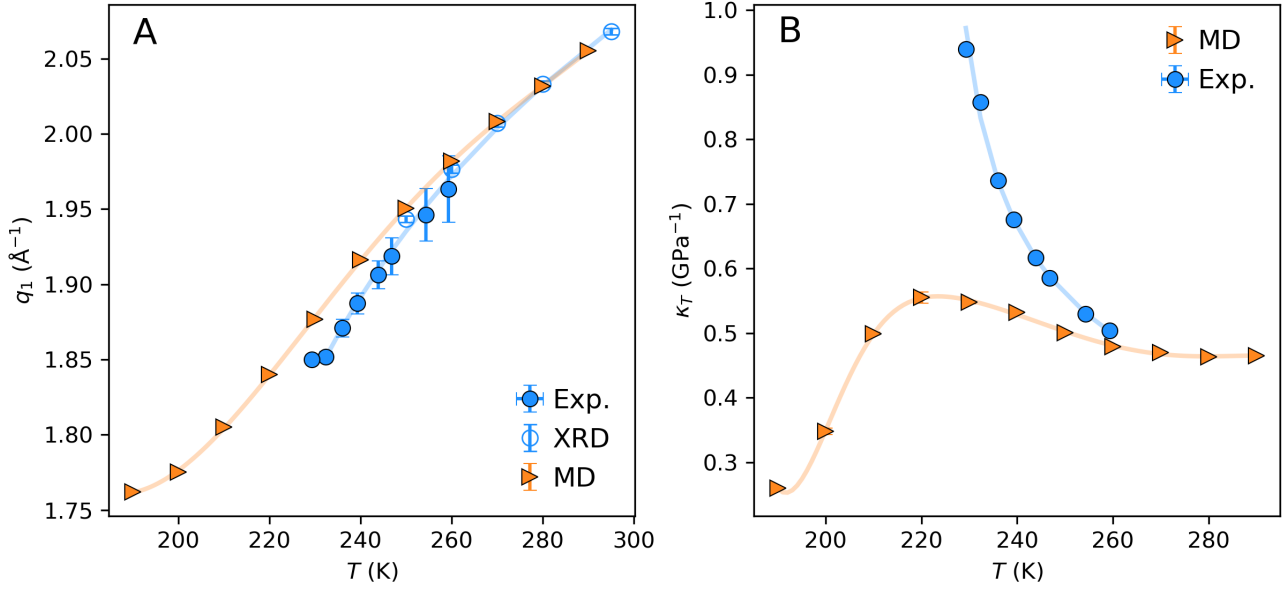 A
q₁ (Å⁻¹)
2.05
2.00
1.95
1.90
1.85
1.80
1.75
Exp.
XRD
MD
200 220 240 260 280 300
T (K)
B
κT (GPa⁻¹)
1.0
0.9
0.8
0.7
0.6
0.5
0.4
0.3
MD
Exp.
200 220 240 260 280
T (K)